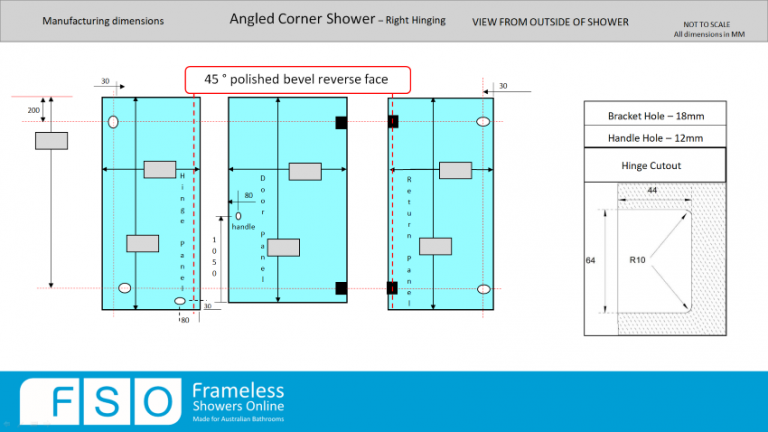 Manufacturing dimensions
Angled Corner Shower – Right Hinging
VIEW FROM OUTSIDE OF SHOWER
NOT TO SCALE
All dimensions in MM
45 ° polished bevel reverse face
30
30
200
Hinge Panel
Door Panel
Return Panel
80
handle
1050
30
80
Bracket Hole – 18mm
Handle Hole – 12mm
Hinge Cutout
44
64
R10
FSO
Frameless
Showers Online
Made for Australian Bathrooms